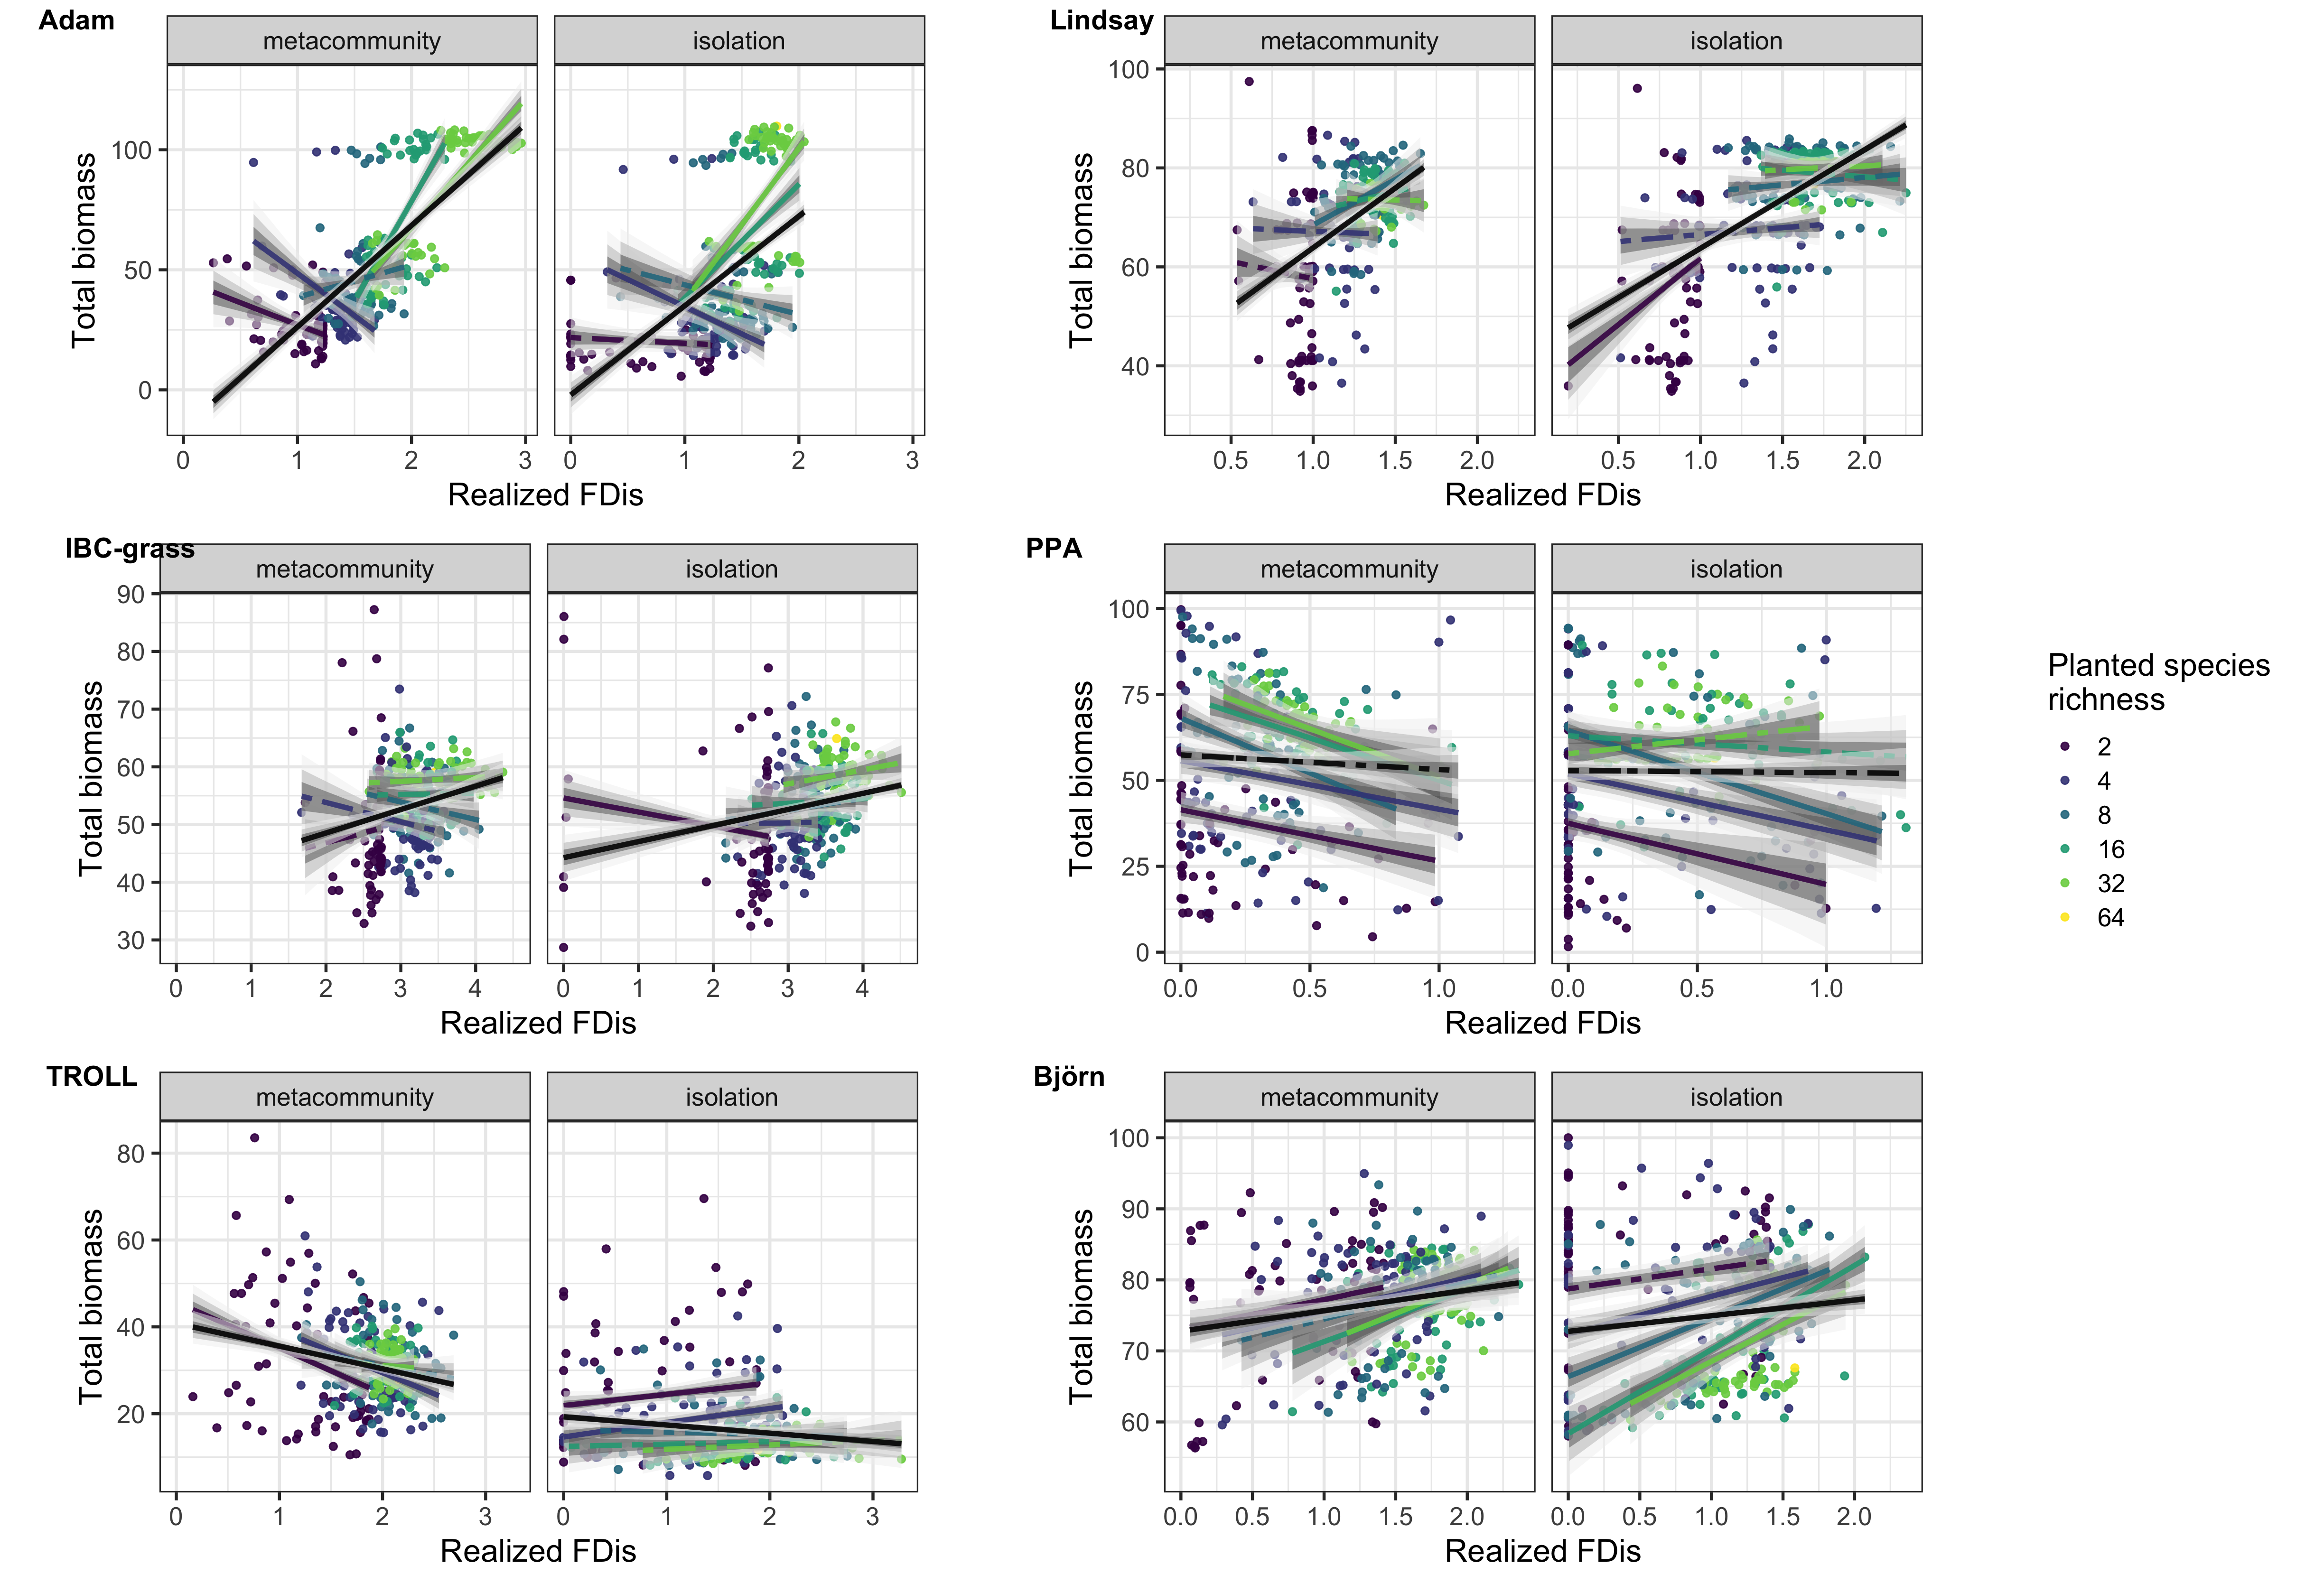 Adam
metacommunity isolation
Total biomass
100
50
0
0 1 2 3 0 1 2 3
Realized FDis
Lindsay
metacommunity isolation
Total biomass
100
80
60
40
0.5 1.0 1.5 2.0 0.5 1.0 1.5 2.0
Realized FDis
IBC-grass
metacommunity isolation
Total biomass
90
80
70
60
50
40
30
0 1 2 3 4 0 1 2 3 4
Realized FDis
PPA
metacommunity isolation
Total biomass
100
75
50
25
0
0.0 0.5 1.0 0.0 0.5 1.0
Realized FDis
Planted species
richness
2
4
8
16
32
64
TROLL
metacommunity isolation
Total biomass
80
60
40
20
0 1 2 3 0 1 2 3
Realized FDis
Björn
metacommunity isolation
Total biomass
100
90
80
70
60
0.0 0.5 1.0 1.5 2.0 0.0 0.5 1.0 1.5 2.0
Realized FDis